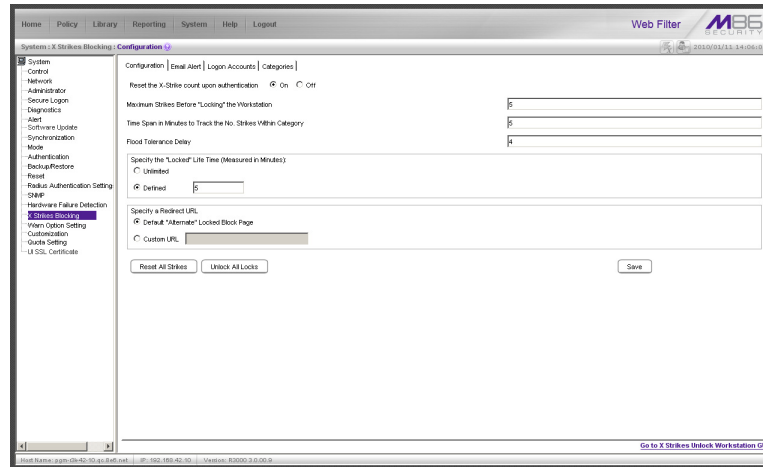 Home Policy Library Reporting System Help Logout
Web Filter
M86
SECURITY
System : X Strikes Blocking : Configuration
2010/01/11 14:06:0
System
Control
Network
Administrator
Secure Logon
Diagnostics
Alert
Software Update
Synchronization
Mode
Authentication
Backup/Restore
Reset
Radius Authentication Setting
SNMP
Hardware Failure Detection
X Strikes Blocking
Warn Option Setting
Customization
Quota Setting
UI SSL Certificate
Configuration Email Alert Logon Accounts Categories
Reset the X-Strike count upon authentication On Off
Maximum Strikes Before "Locking" the Workstation 5
Time Span in Minutes to Track the No. Strikes Within Category 5
Flood Tolerance Delay 4
Specify the "Locked" Life Time (Measured in Minutes):
Unlimited
Defined 5
Specify a Redirect URL
Default "Alternate" Locked Block Page
Custom URL
Reset All Strikes Unlock All Locks Save
Go to X Strikes Unlock Workstation G
Host Name: IP: 192.168.42.10 Version: R3000 3.0.00.9